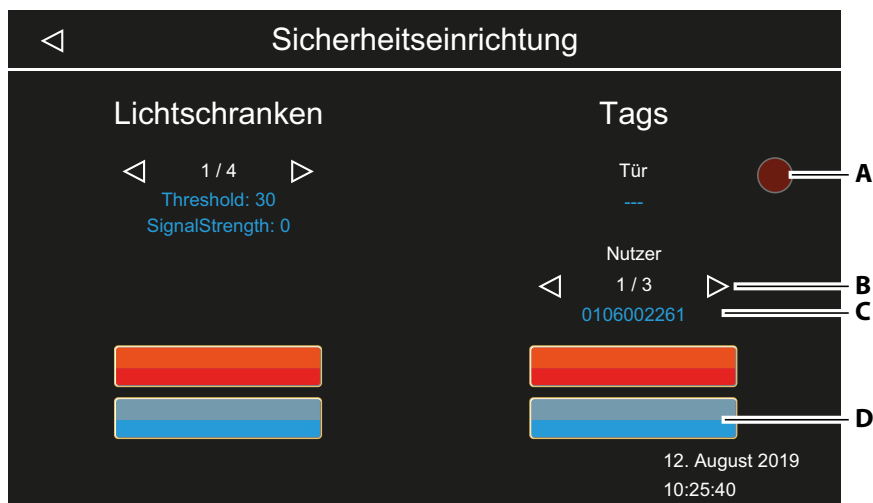 Sicherheitseinrichtung
Lichtschranken
1 / 4
Threshold: 30
SignalStrength: 0
Tags
Tür
---
A
Nutzer
1 / 3
B
0106002261
C
D
12. August 2019
10:25:40